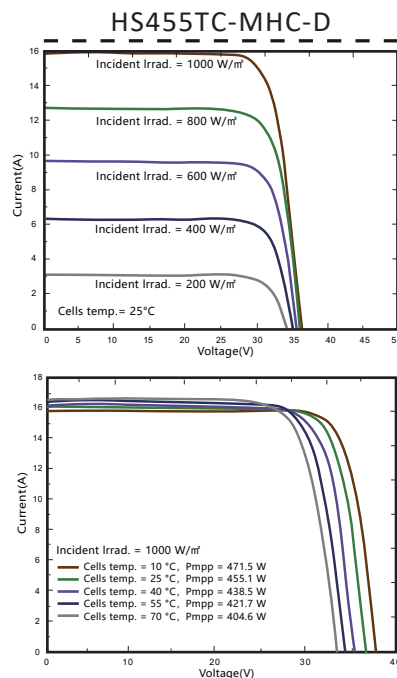 HS455TC-MHC-D
16
14
12
10
8
6
4
2
0
Current(A)
Incident Irrad. = 1000 W/㎡
Incident Irrad. = 800 W/㎡
Incident Irrad. = 600 W/㎡
Incident Irrad. = 400 W/㎡
Incident Irrad. = 200 W/㎡
Cells temp.= 25°C
0 5 10 15 20 25 30 35 40 45 50
Voltage(V)
18
16
14
12
10
8
6
4
2
0
Current(A)
Incident Irrad. = 1000 W/㎡
Cells temp. = 10 °C, Pmpp = 471.5 W
Cells temp. = 25 °C, Pmpp = 455.1 W
Cells temp. = 40 °C, Pmpp = 438.5 W
Cells temp. = 55 °C, Pmpp = 421.7 W
Cells temp. = 70 °C, Pmpp = 404.6 W
0 10 20 30 40
Voltage(V)